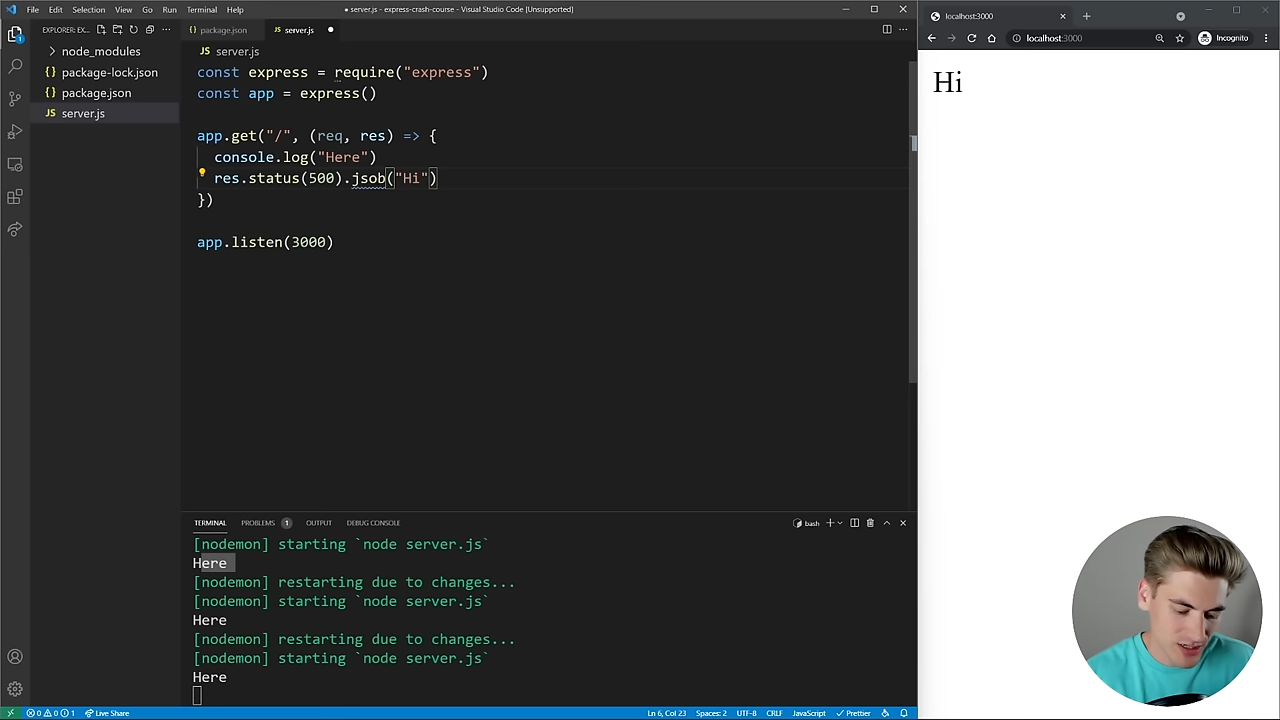 File Edit Selection View Go Run Terminal Help
● server.js - express-crash-course - Visual Studio Code [Unsupported]
EXPLORER: EX...
node_modules
{} package-lock.json
{} package.json
JS server.js
{} package.json
JS server.js
JS server.js
const express = require("express")
const app = express()
app.get("/", (req, res) => {
console.log("Here")
res.status(500).jsob("Hi")
})
app.listen(3000)
TERMINAL PROBLEMS 1 OUTPUT DEBUG CONSOLE
bash
[nodemon] starting `node server.js`
Here
[nodemon] restarting due to changes...
[nodemon] starting `node server.js`
Here
[nodemon] restarting due to changes...
[nodemon] starting `node server.js`
Here
0 0 1 Live Share
Ln 6, Col 23 Spaces: 2 UTF-8 CRLF JavaScript Prettier
localhost:3000
localhost:3000
Incognito
Hi